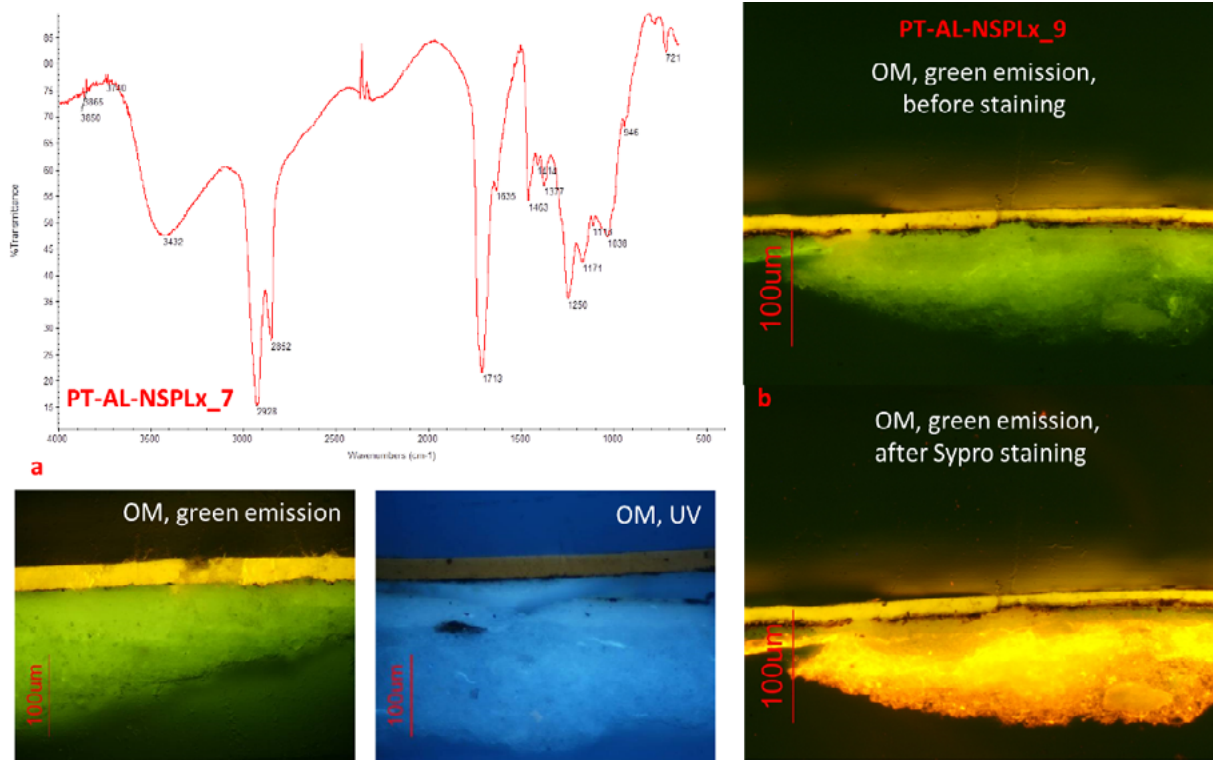 85
80
75
70
65
60
55
50
45
40
35
30
25
20
15
%Transmittance
3865
3740
3850
3432
2928
2852
1713
1635
1463
1414
1377
1250
1171
1111
1038
946
721
PT-AL-NSPLx_7
4000
3500
3000
2500
2000
1500
1000
500
Wavenumbers (cm-1)
a
OM, green emission
100um
OM, UV
100um
PT-AL-NSPLx_9
OM, green emission,
before staining
100um
b
OM, green emission,
after Sypro staining
100um